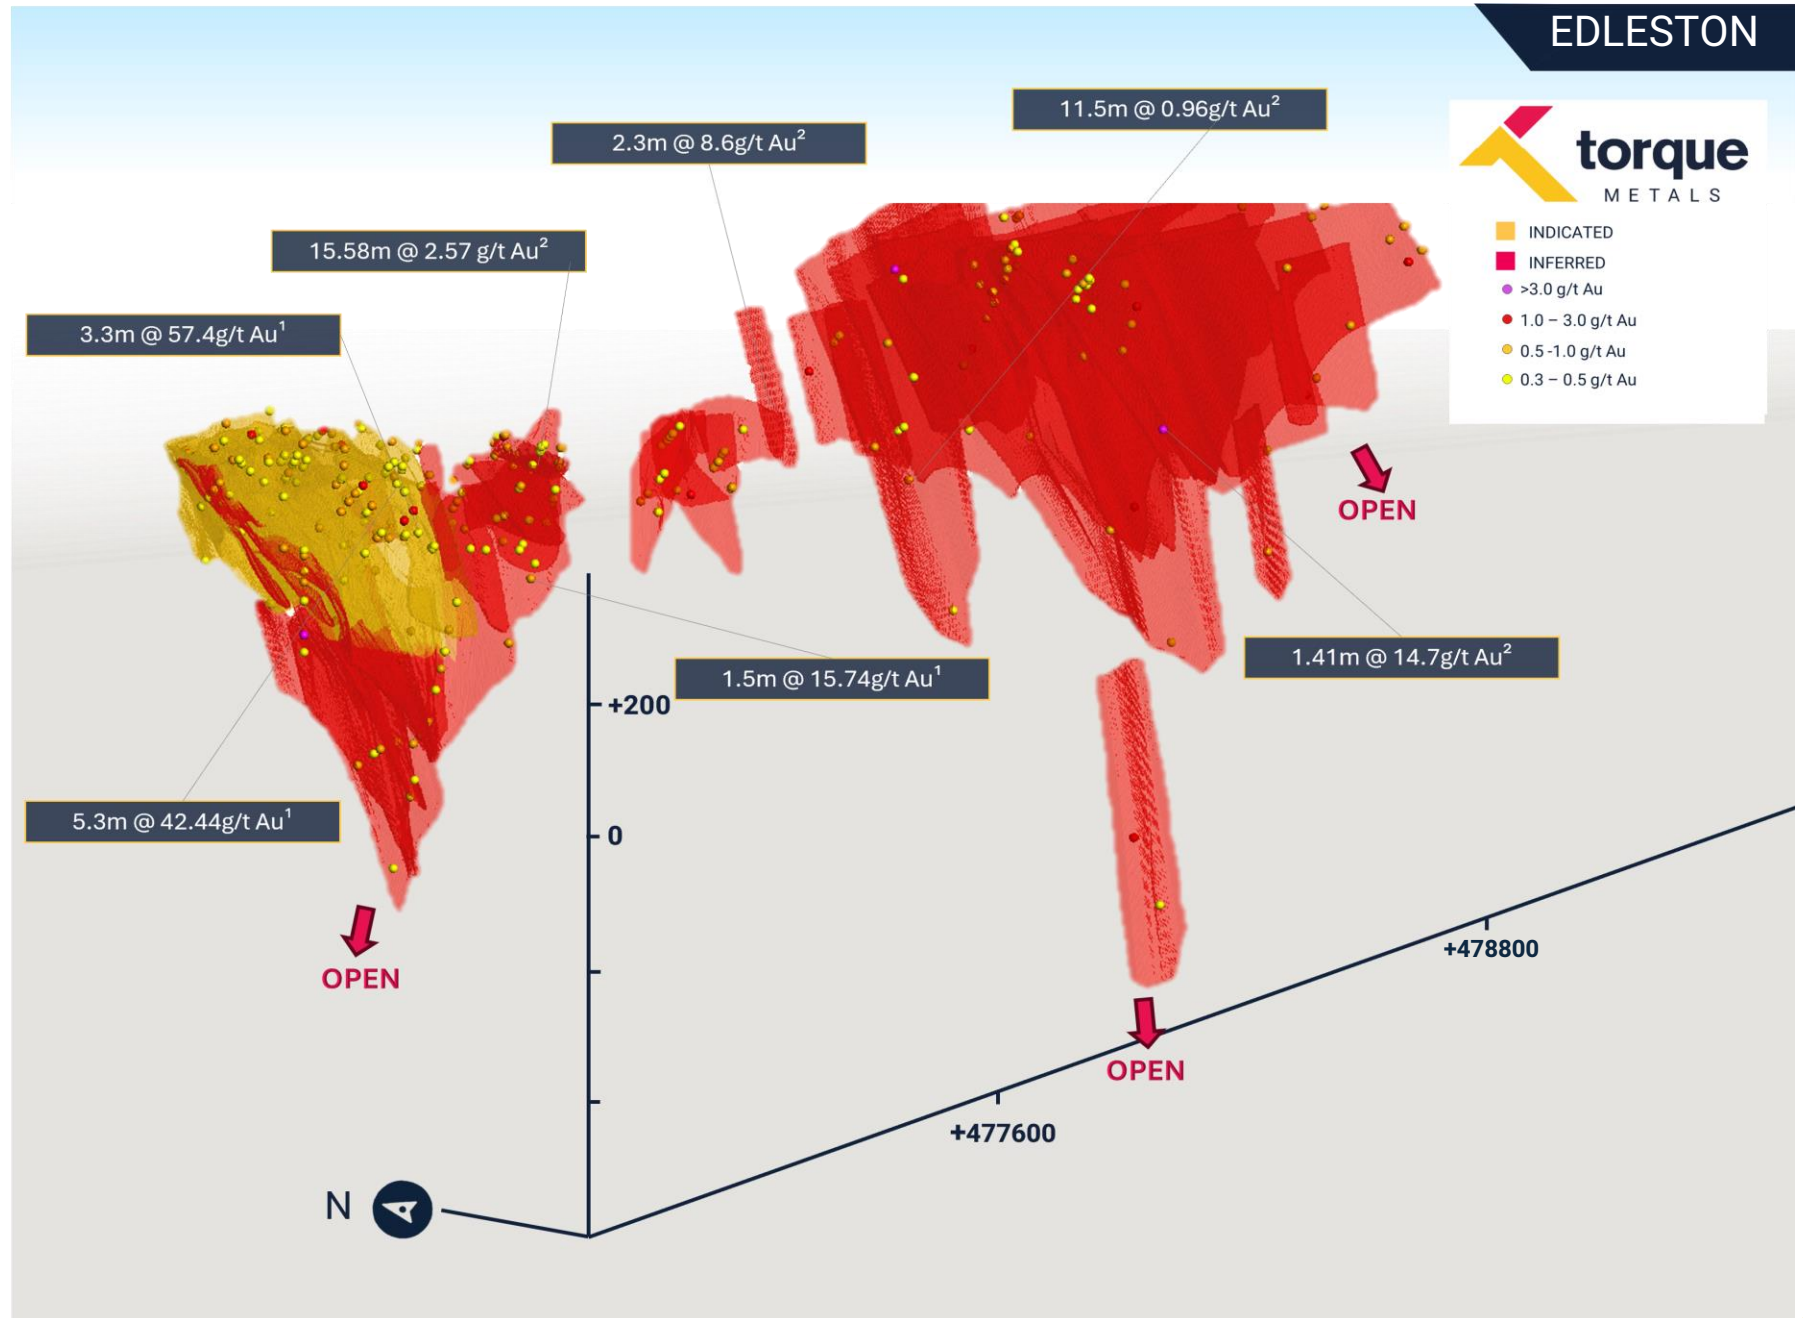 EDLESTON
11.5m @ 0.96g/t Au²
2.3m @ 8.6g/t Au²
torque
METALS
INDICATED
INFERRED
>3.0 g/t Au
1.0 – 3.0 g/t Au
0.5 -1.0 g/t Au
0.3 – 0.5 g/t Au
15.58m @ 2.57 g/t Au²
3.3m @ 57.4g/t Au¹
OPEN
1.41m @ 14.7g/t Au²
1.5m @ 15.74g/t Au¹
+200
5.3m @ 42.44g/t Au¹
0
OPEN
+478800
OPEN
+477600
N